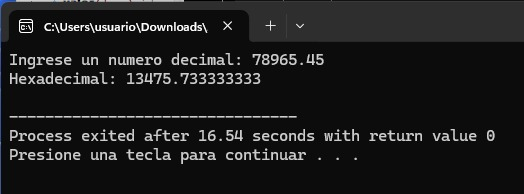 C:\Users\usuario\Downloads\
Ingrese un numero decimal: 78965.45
Hexadecimal: 13475.733333333
--------------------------------
Process exited after 16.54 seconds with return value 0
Presione una tecla para continuar . . .